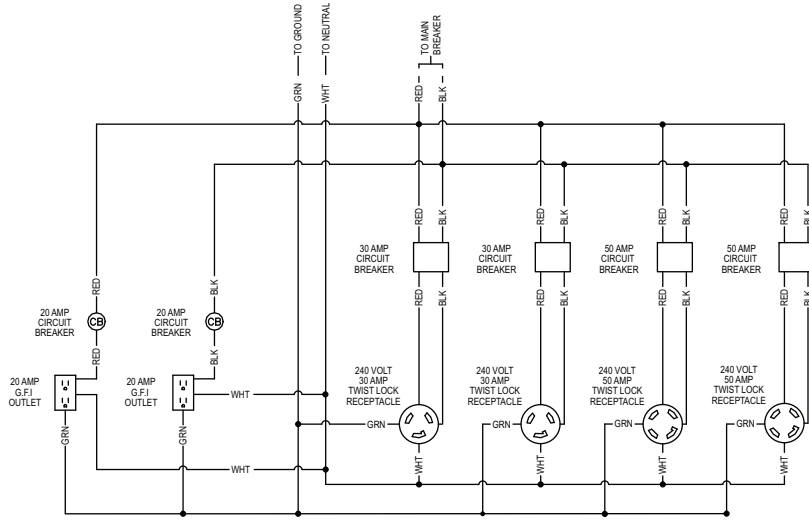 TO GROUND
TO NEUTRAL
TO MAIN
BREAKER
GRN
WHT
RED
BLK
RED
BLK
RED
BLK
RED
BLK
RED
BLK
30 AMP
CIRCUIT
BREAKER
30 AMP
CIRCUIT
BREAKER
50 AMP
CIRCUIT
BREAKER
50 AMP
CIRCUIT
BREAKER
RED
BLK
20 AMP
CIRCUIT
BREAKER
CB
20 AMP
CIRCUIT
BREAKER
CB
RED
BLK
RED
BLK
RED
BLK
RED
BLK
RED
BLK
20 AMP
G.F.I
OUTLET
20 AMP
G.F.I
OUTLET
240 VOLT
30 AMP
TWIST LOCK
RECEPTACLE
240 VOLT
30 AMP
TWIST LOCK
RECEPTACLE
240 VOLT
50 AMP
TWIST LOCK
RECEPTACLE
240 VOLT
50 AMP
TWIST LOCK
RECEPTACLE
WHT
GRN
GRN
GRN
GRN
GRN
GRN
WHT
WHT
WHT
WHT
WHT